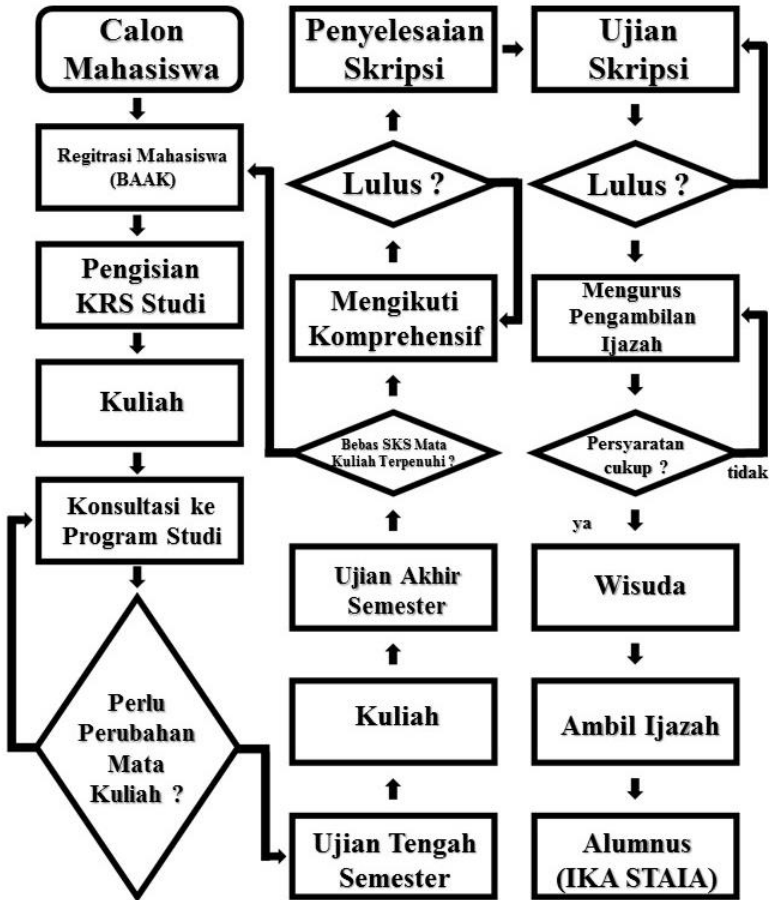 Calon
Mahasiswa
Regitrasi Mahasiswa
(BAAK)
Pengisian
KRS Studi
Kuliah
Konsultasi ke
Program Studi
Perlu
Perubahan
Mata
Kuliah ?
Ujian Tengah
Semester
Kuliah
Ujian Akhir
Semester
Bebas SKS Mata
Kuliah Terpenuhi ?
Mengikuti
Komprehensif
Lulus ?
Penyelesaian
Skripsi
Ujian
Skripsi
Lulus ?
Mengurus
Pengambilan
Ijazah
Persyaratan
cukup ?
tidak
ya
Wisuda
Ambil Ijazah
Alumnus
(IKA STAIA)